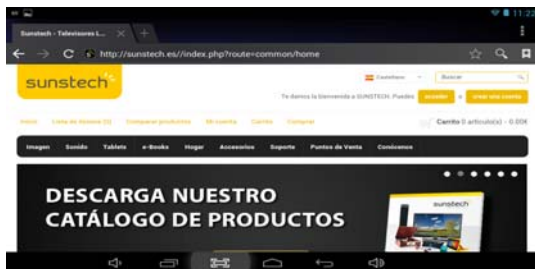 11:22
Sunstech - Televisores L...
http://sunstech.es//index.php?route=common/home
sunstech
Castellano
Buscar
Te damos la bienvenida a SUNSTECH. Puedes acceder o crear una cuenta
Inicio Lista de deseos (0) Comparar productos Mi cuenta Carrito Comprar
Carrito 0 artículo(s) - 0.00€
Imagen Sonido Tablets e-Books Hogar Accesorios Soporte Puntos de Venta Conócenos
DESCARGA NUESTRO
CATÁLOGO DE PRODUCTOS
sunstech